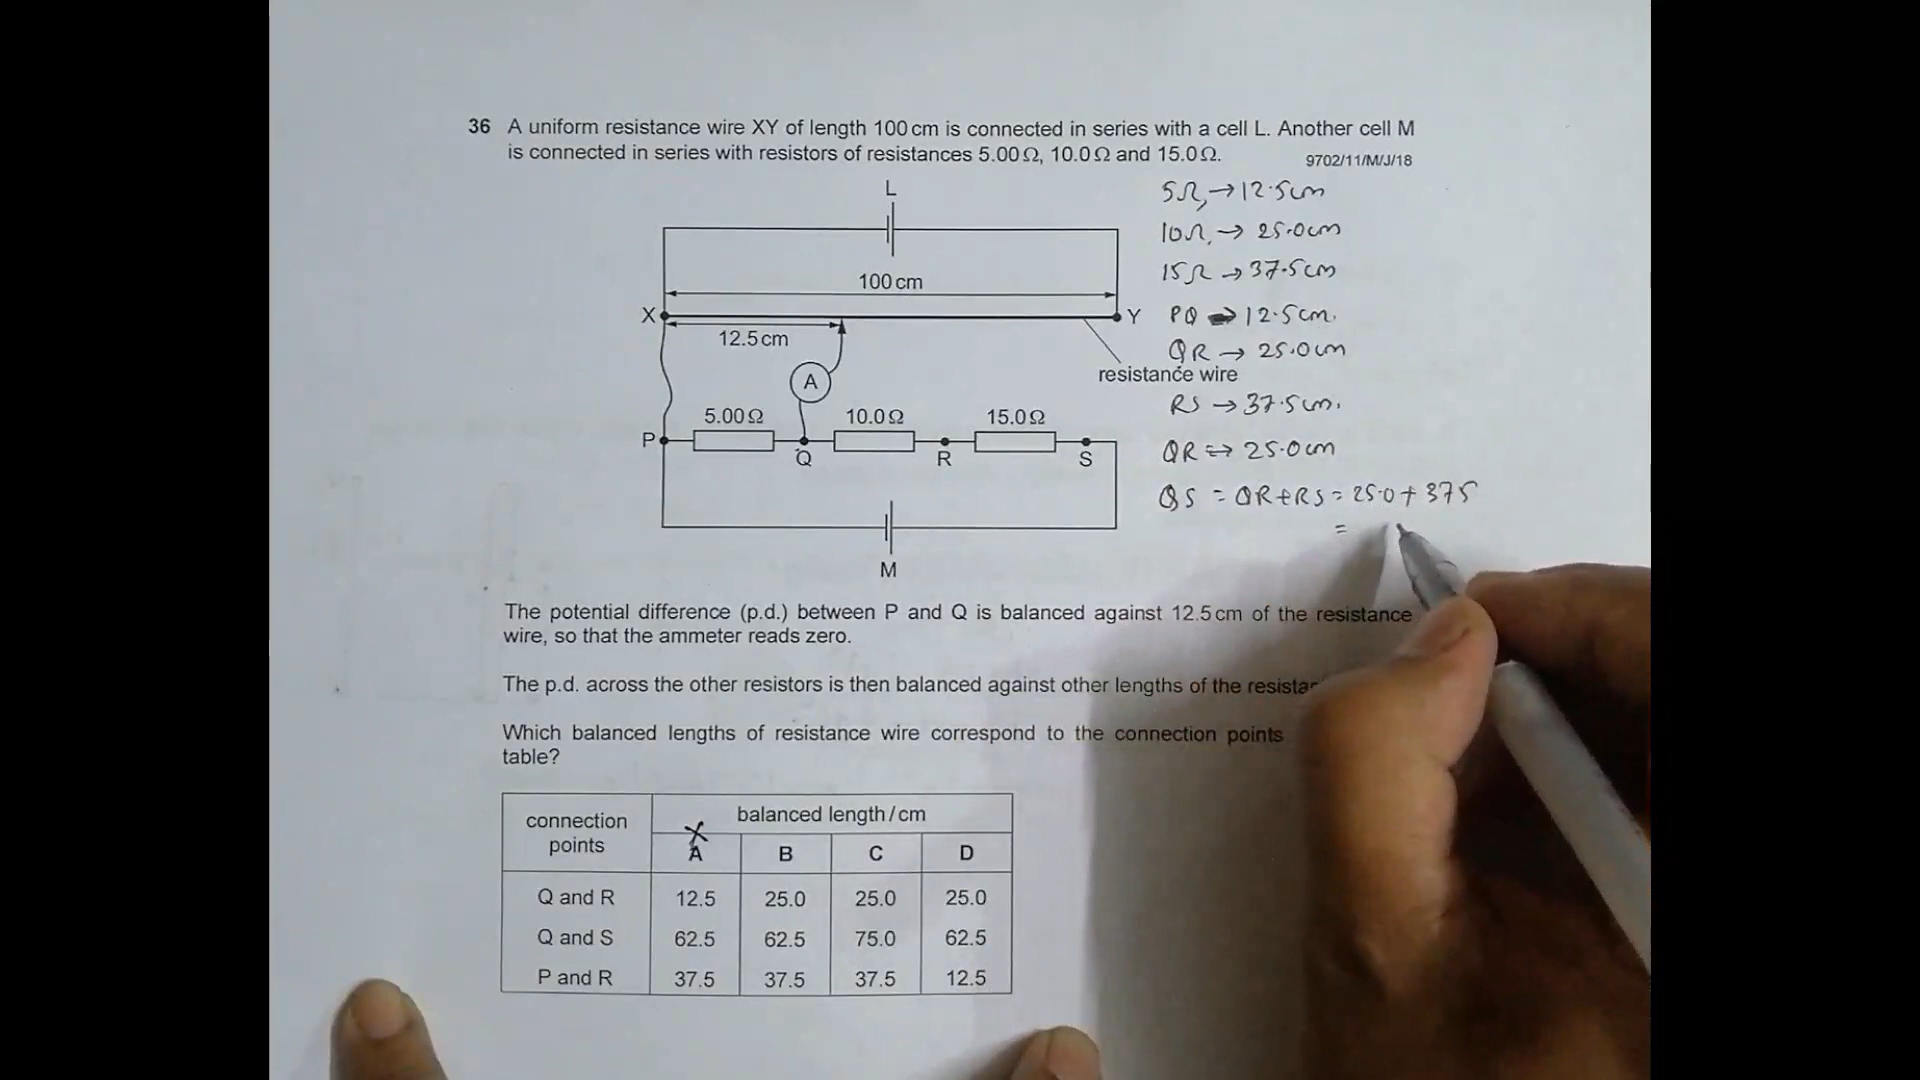 36 A uniform resistance wire XY of length 100 cm is connected in series with a cell L. Another cell M
is connected in series with resistors of resistances 5.00 Ω, 10.0 Ω and 15.0 Ω.
9702/11/M/J/18
L
100 cm
X
Y
12.5 cm
A
resistance wire
5.00 Ω
10.0 Ω
15.0 Ω
P
Q
R
S
M
5Ω, → 12.5cm
10Ω, → 25.0cm
15Ω → 37.5cm
PQ → 12.5cm.
QR → 25.0cm
RS → 37.5cm.
QR → 25.0cm
QS = QR+RS = 25.0 + 375
=
The potential difference (p.d.) between P and Q is balanced against 12.5 cm of the resistance
wire, so that the ammeter reads zero.
The p.d. across the other resistors is then balanced against other lengths of the
Which balanced lengths of resistance wire correspond to the connection points
table?
connection
points
balanced length / cm
X
A B C D
Q and R 12.5 25.0 25.0 25.0
Q and S 62.5 62.5 75.0 62.5
P and R 37.5 37.5 37.5 12.5